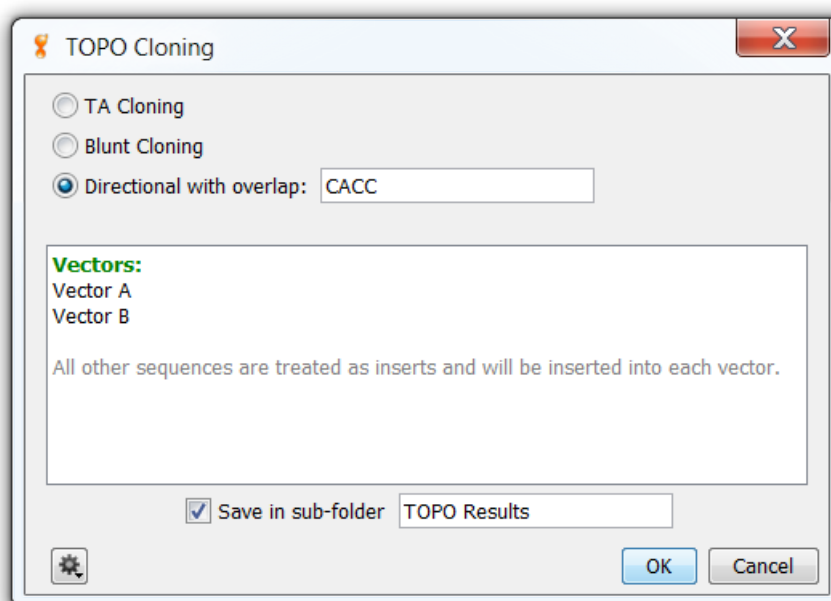 TOPO Cloning
TA Cloning
Blunt Cloning
Directional with overlap: CACC
Vectors:
Vector A
Vector B
All other sequences are treated as inserts and will be inserted into each vector.
Save in sub-folder TOPO Results
OK Cancel